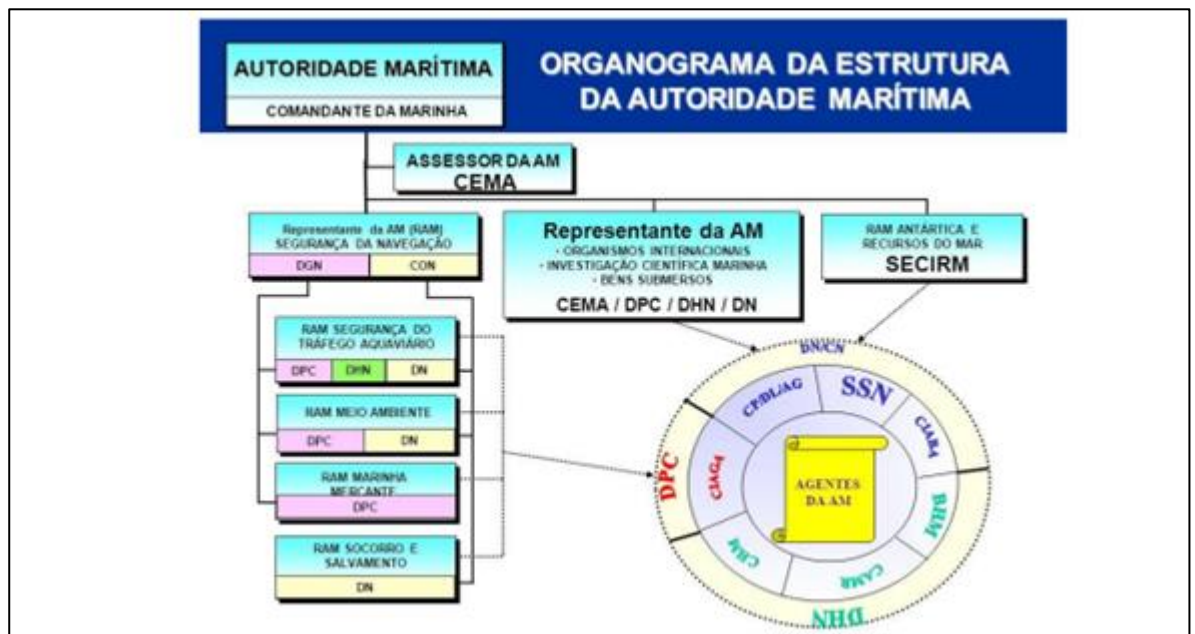 AUTORIDADE MARÍTIMA
COMANDANTE DA MARINHA
ORGANOGRAMA DA ESTRUTURA
DA AUTORIDADE MARÍTIMA
ASSESSOR DA AM
CEMA
Representante da AM (RAM)
SEGURANÇA DA NAVEGAÇÃO
DGN CON
Representante da AM
- ORGANISMOS INTERNACIONAIS
- INVESTIGAÇÃO CIENTÍFICA MARINHA
- BENS SUBMERSOS
CEMA / DPC / DHN / DN
RAM ANTÁRTICA E
RECURSOS DO MAR
SECIRM
RAM SEGURANÇA DO
TRÁFEGO AQUAVIÁRIO
DPC DHN DN
RAM MEIO AMBIENTE
DPC DN
RAM MARINHA
MERCANTE
DPC
RAM SOCORRO E
SALVAMENTO
DN
DN/CN
CP/DL/AG
SSN
CIABA
DPC
CIAGA
AGENTES
DA AM
BHM
CHM
CAMR
DHN